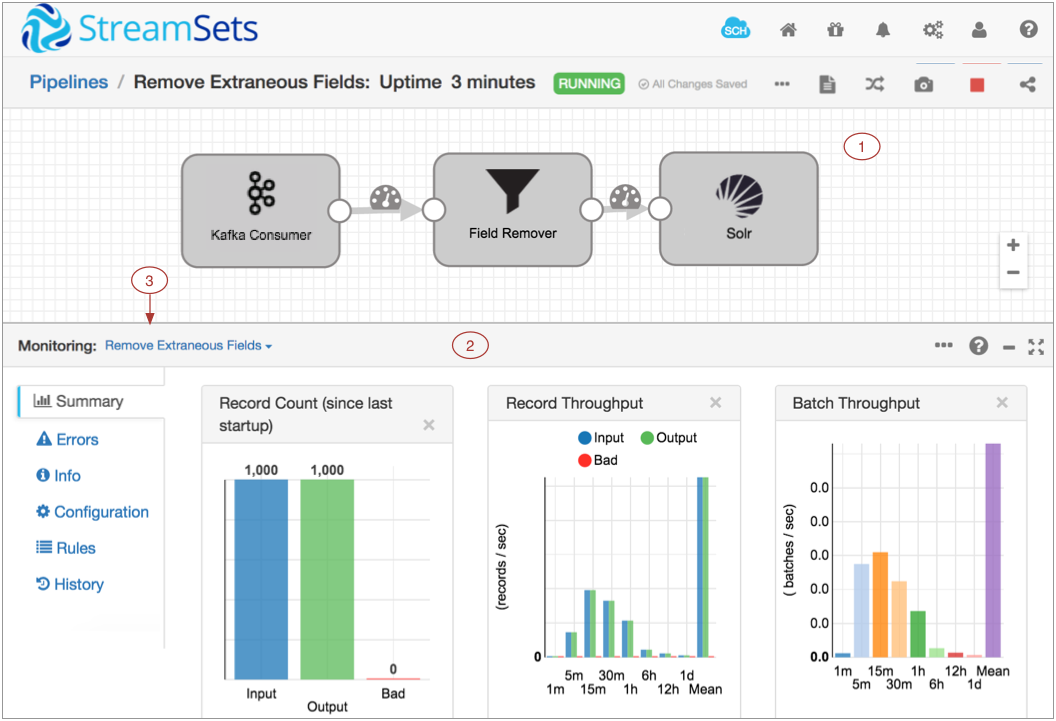 StreamSets
SCH
Pipelines / Remove Extraneous Fields: Uptime 3 minutes RUNNING All Changes Saved
1
Kafka Consumer
Field Remover
Solr
3
Monitoring: Remove Extraneous Fields
2
Summary
Errors
Info
Configuration
Rules
History
Record Count (since last
startup)
1,000 1,000
0
Input Bad
Output
Record Throughput
Input Output
Bad
(records / sec)
0
5m 30m 6h 1d
1m 15m 1h 12h Mean
Batch Throughput
( batches / sec)
0.0
0.0
0.0
0.0
0.0
0.0
1m 15m 1h 12h Mean
5m 30m 6h 1d